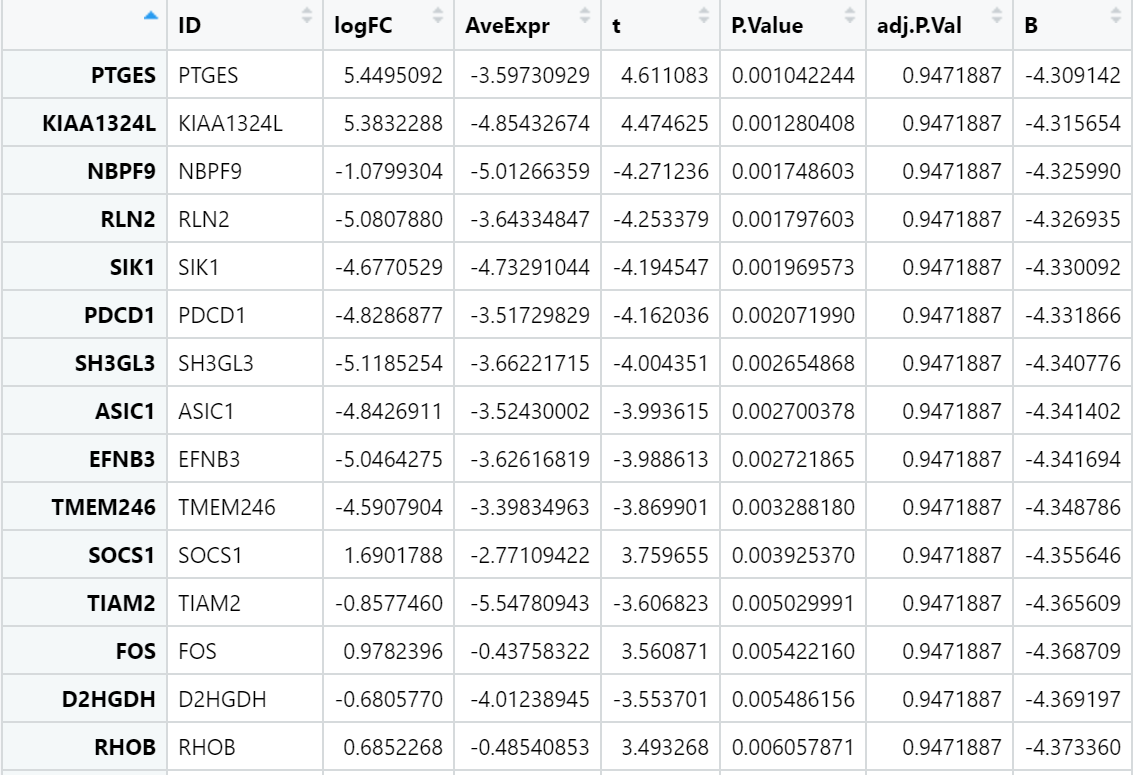 ID logFC AveExpr t P.Value adj.P.Val B
PTGES PTGES 5.4495092 -3.59730929 4.611083 0.001042244 0.9471887 -4.309142
KIAA1324L KIAA1324L 5.3832288 -4.85432674 4.474625 0.001280408 0.9471887 -4.315654
NBPF9 NBPF9 -1.0799304 -5.01266359 -4.271236 0.001748603 0.9471887 -4.325990
RLN2 RLN2 -5.0807880 -3.64334847 -4.253379 0.001797603 0.9471887 -4.326935
SIK1 SIK1 -4.6770529 -4.73291044 -4.194547 0.001969573 0.9471887 -4.330092
PDCD1 PDCD1 -4.8286877 -3.51729829 -4.162036 0.002071990 0.9471887 -4.331866
SH3GL3 SH3GL3 -5.1185254 -3.66221715 -4.004351 0.002654868 0.9471887 -4.340776
ASIC1 ASIC1 -4.8426911 -3.52430002 -3.993615 0.002700378 0.9471887 -4.341402
EFNB3 EFNB3 -5.0464275 -3.62616819 -3.988613 0.002721865 0.9471887 -4.341694
TMEM246 TMEM246 -4.5907904 -3.39834963 -3.869901 0.003288180 0.9471887 -4.348786
SOCS1 SOCS1 1.6901788 -2.77109422 3.759655 0.003925370 0.9471887 -4.355646
TIAM2 TIAM2 -0.8577460 -5.54780943 -3.606823 0.005029991 0.9471887 -4.365609
FOS FOS 0.9782396 -0.43758322 3.560871 0.005422160 0.9471887 -4.368709
D2HGDH D2HGDH -0.6805770 -4.01238945 -3.553701 0.005486156 0.9471887 -4.369197
RHOB RHOB 0.6852268 -0.48540853 3.493268 0.006057871 0.9471887 -4.373360